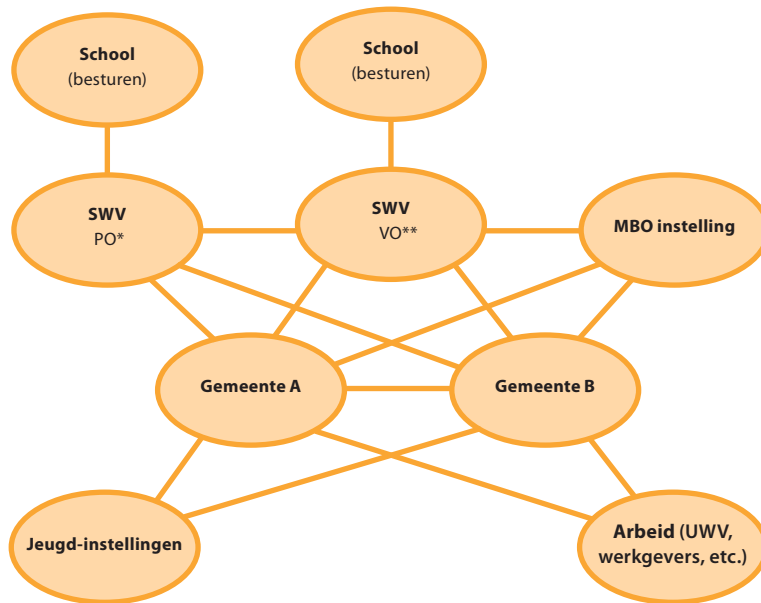 School
(besturen)
School
(besturen)
SWV
PO*
SWV
VO**
MBO instelling
Gemeente A
Gemeente B
Jeugd-instellingen
Arbeid (UWV,
werkgevers, etc.)